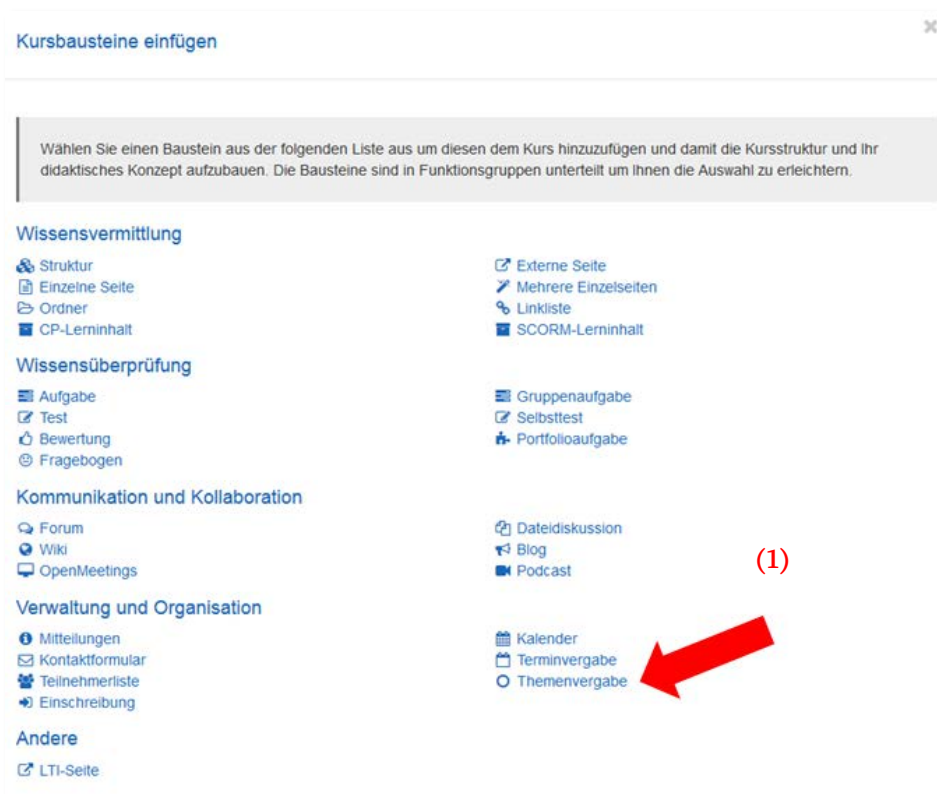 Kursbausteine einfügen
Wählen Sie einen Baustein aus der folgenden Liste aus um diesen dem Kurs hinzuzufügen und damit die Kursstruktur und Ihr
didaktisches Konzept aufzubauen. Die Bausteine sind in Funktionsgruppen unterteilt um Ihnen die Auswahl zu erleichtern.
Wissensvermittlung
Struktur
Einzelne Seite
Ordner
CP-Lerninhalt
Externe Seite
Mehrere Einzelseiten
Linkliste
SCORM-Lerninhalt
Wissensüberprüfung
Aufgabe
Test
Bewertung
Fragebogen
Gruppenaufgabe
Selbsttest
Portfolioaufgabe
Kommunikation und Kollaboration
Forum
Wiki
OpenMeetings
Dateidiskussion
Blog
Podcast
(1)
Verwaltung und Organisation
Mitteilungen
Kontaktformular
Teilnehmerliste
Einschreibung
Kalender
Terminvergabe
Themenvergabe
Andere
LTI-Seite